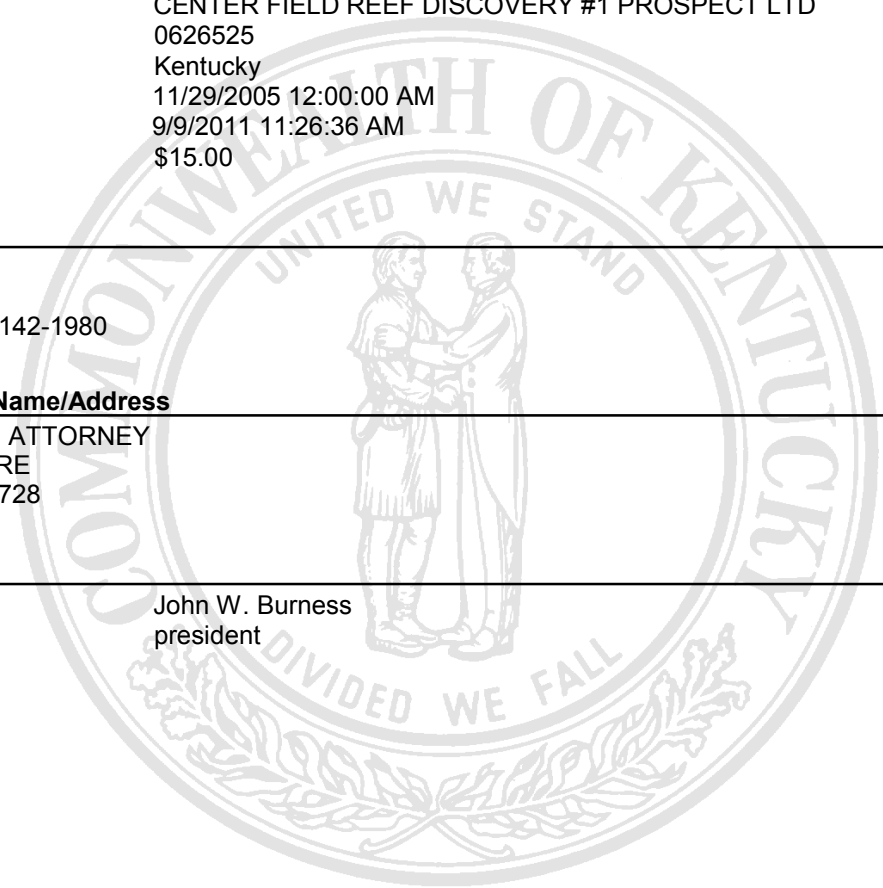 CENTER FIELD REEF DISCOVERY #1 PROSPECT LTD
0626525
Kentucky
11/29/2005 12:00:00 AM
9/9/2011 11:26:36 AM
$15.00
COMMONWEALTH OF KENTUCKY
UNITED WE STAND
142-1980
Name/Address
ATTORNEY
RE
728
John W. Burness
president
DIVIDED WE FALL